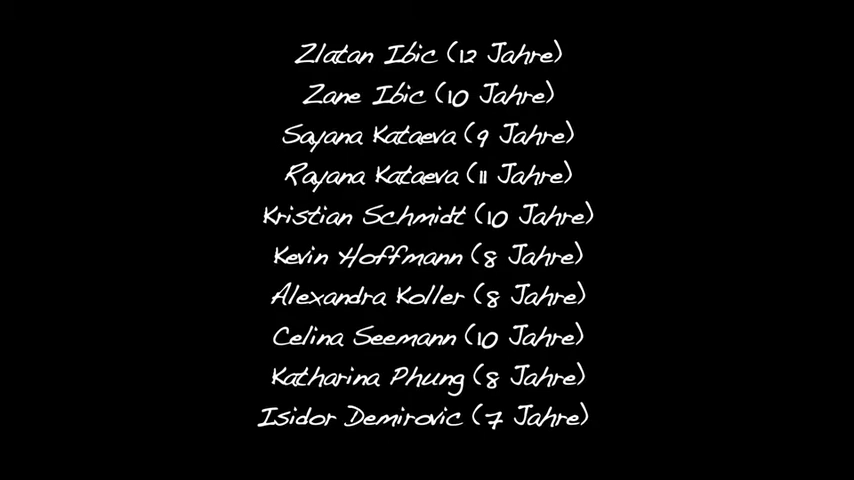 Zlatan Ibic (12 Jahre)
Zane Ibic (10 Jahre)
Sayana Kataeva (9 Jahre)
Rayana Kataeva (11 Jahre)
Kristian Schmidt (10 Jahre)
Kevin Hoffmann (8 Jahre)
Alexandra Koller (8 Jahre)
Celina Seemann (10 Jahre)
Katharina Phung (8 Jahre)
Isidor Demirovic (7 Jahre)